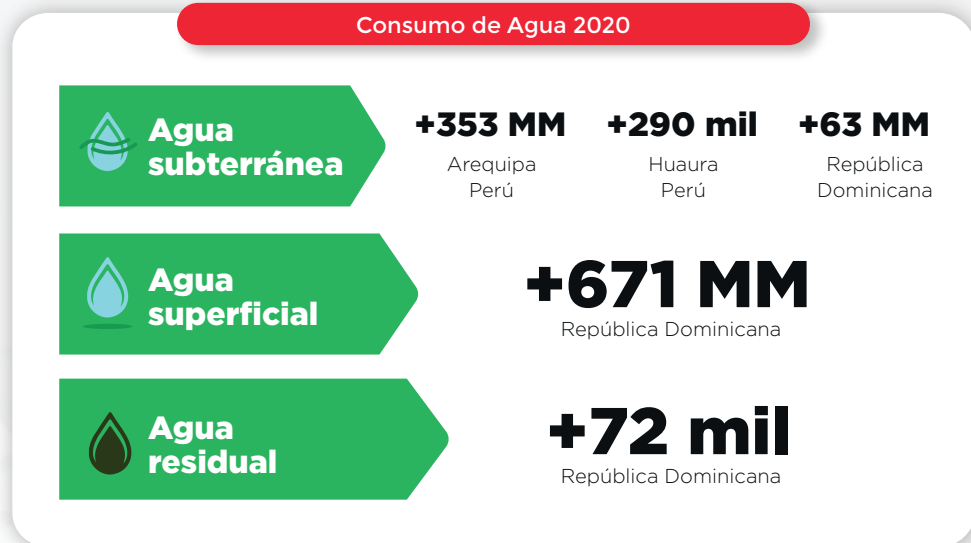 Consumo de Agua 2020
Agua
subterránea
+353 MM
Arequipa
Perú
+290 mil
Huaura
Perú
+63 MM
República
Dominicana
Agua
superficial
+671 MM
República Dominicana
Agua
residual
+72 mil
República Dominicana